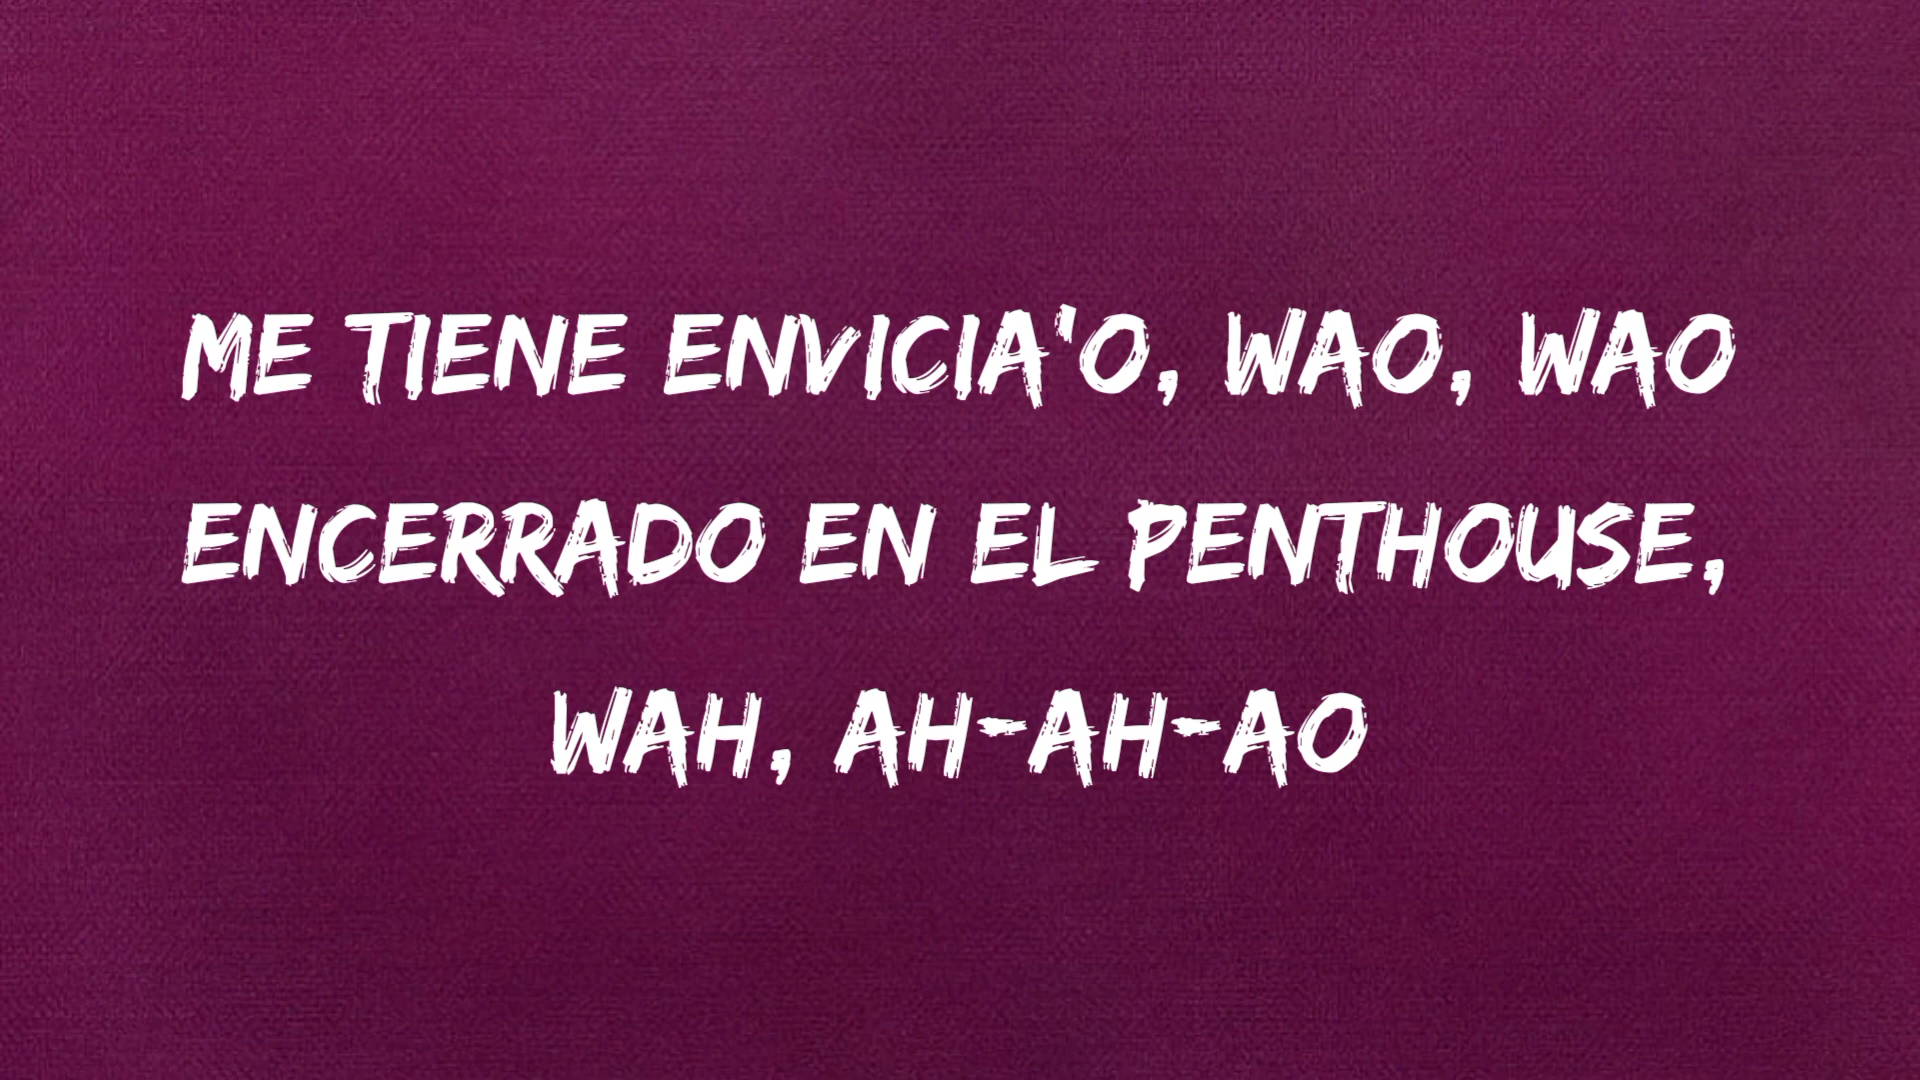 ME TIENE ENVICIA'O, WAO, WAO
ENCERRADO EN EL PENTHOUSE,
WAH, AH-AH-AO